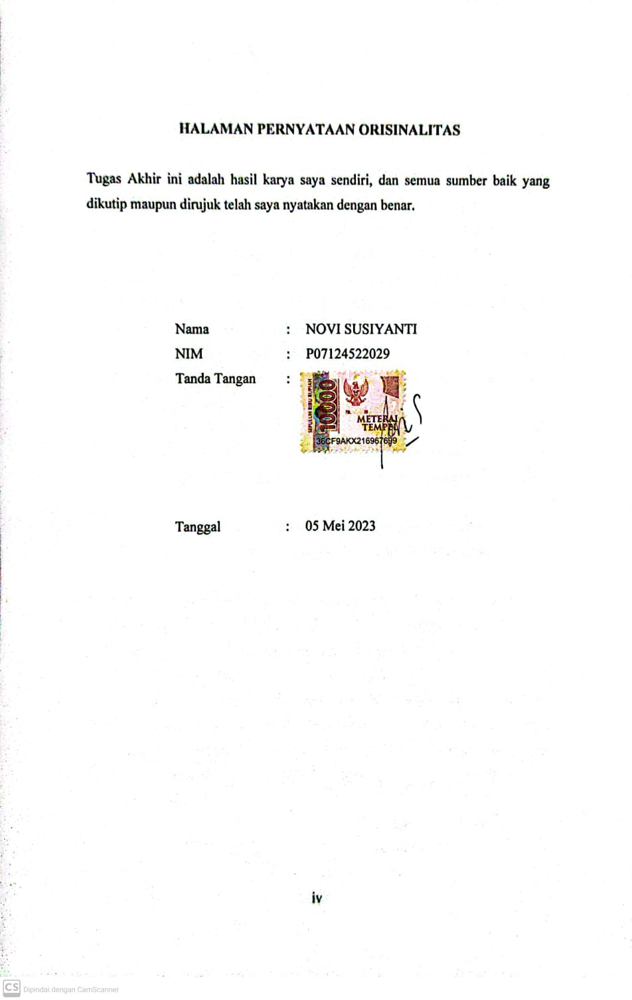 HALAMAN PERNYATAAN ORISINALITAS
Tugas Akhir ini adalah hasil karya saya sendiri, dan semua sumber baik yang
dikutip maupun dirujuk telah saya nyatakan dengan benar.
Nama : NOVI SUSIYANTI
NIM : P07124522029
Tanda Tangan :
SEPULUH RIBU RUPIAH
10000
TGL. 20
METERAI
TEMPEL
36CF9AKX216967699
Tanggal : 05 Mei 2023
iv
CS Dipindai dengan CamScanner